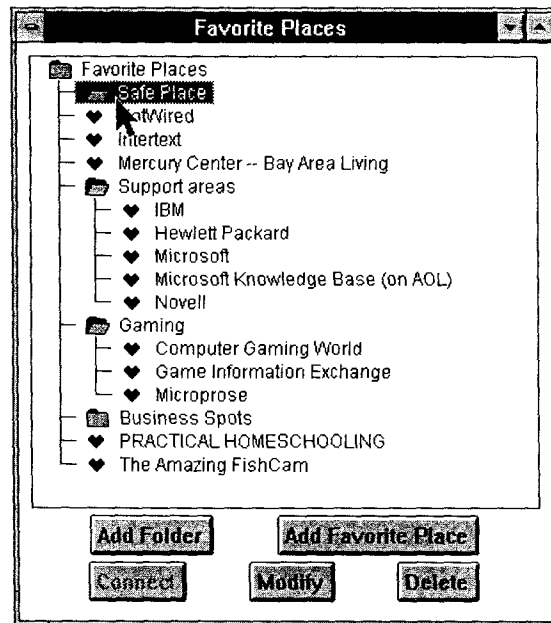 Favorite Places
Favorite Places
Safe Place
HotWired
Intertext
Mercury Center -- Bay Area Living
Support areas
IBM
Hewlett Packard
Microsoft
Microsoft Knowledge Base (on AOL)
Novell
Gaming
Computer Gaming World
Game Information Exchange
Microprose
Business Spots
PRACTICAL HOMESCHOOLING
The Amazing FishCam
Add Folder Add Favorite Place
Connect Modify Delete